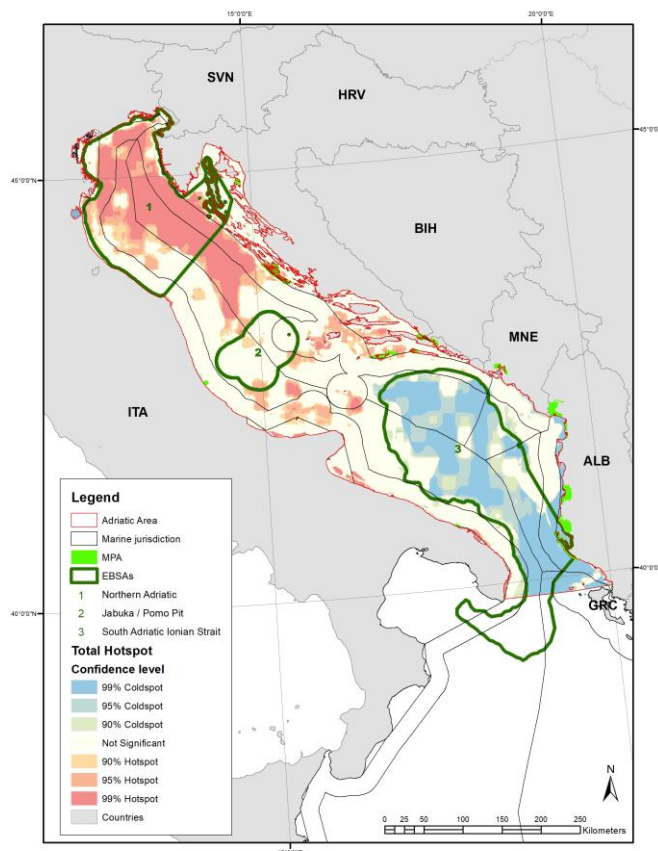 15°0'0"E
20°0'0"E
SVN
HRV
45°0'0"N
45°0'0"N
1
BIH
MNE
2
ITA
3
ALB
Legend
Adriatic Area
Marine jurisdiction
MPA
EBSAs
1 Northern Adriatic
2 Jabuka / Pomo Pit
3 South Adriatic Ionian Strait
Total Hotspot
Confidence level
99% Coldspot
95% Coldspot
90% Coldspot
Not Significant
90% Hotspot
95% Hotspot
99% Hotspot
Countries
40°0'0"N
40°0'0"N
GRC
N
0 25 50 100 150 200 250
Kilometers